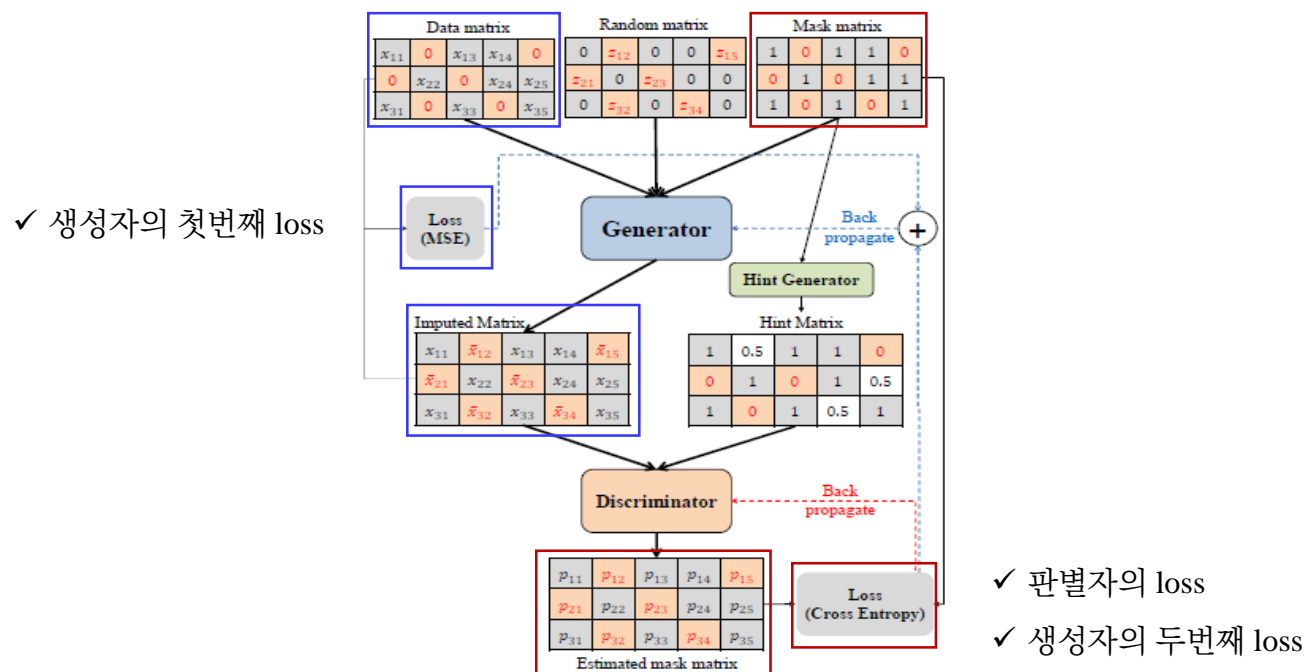 Data matrix
Random matrix
Mask matrix
x₁₁ 0 x₁₃ x₁₄ 0
0 x₂₂ 0 x₂₄ x₂₅
x₃₁ 0 x₃₃ 0 x₃₅
0 z₁₂ 0 0 z₁₅
z₂₁ 0 z₂₃ 0 0
0 z₃₂ 0 z₃₄ 0
1 0 1 1 0
0 1 0 1 1
1 0 1 0 1
✓ 생성자의 첫번째 loss
Loss
(MSE)
Generator
Back
propagate
+
Hint Generator
Imputed Matrix
x₁₁ x̄₁₂ x₁₃ x₁₄ x̄₁₅
x̄₂₁ x₂₂ x̄₂₃ x₂₄ x₂₅
x₃₁ x̄₃₂ x₃₃ x̄₃₄ x₃₅
Hint Matrix
1 0.5 1 1 0
0 1 0 1 0.5
1 0 1 0.5 1
Discriminator
Back
propagate
p₁₁ p₁₂ p₁₃ p₁₄ p₁₅
p₂₁ p₂₂ p₂₃ p₂₄ p₂₅
p₃₁ p₃₂ p₃₃ p₃₄ p₃₅
Estimated mask matrix
Loss
(Cross Entropy)
✓ 판별자의 loss
✓ 생성자의 두번째 loss